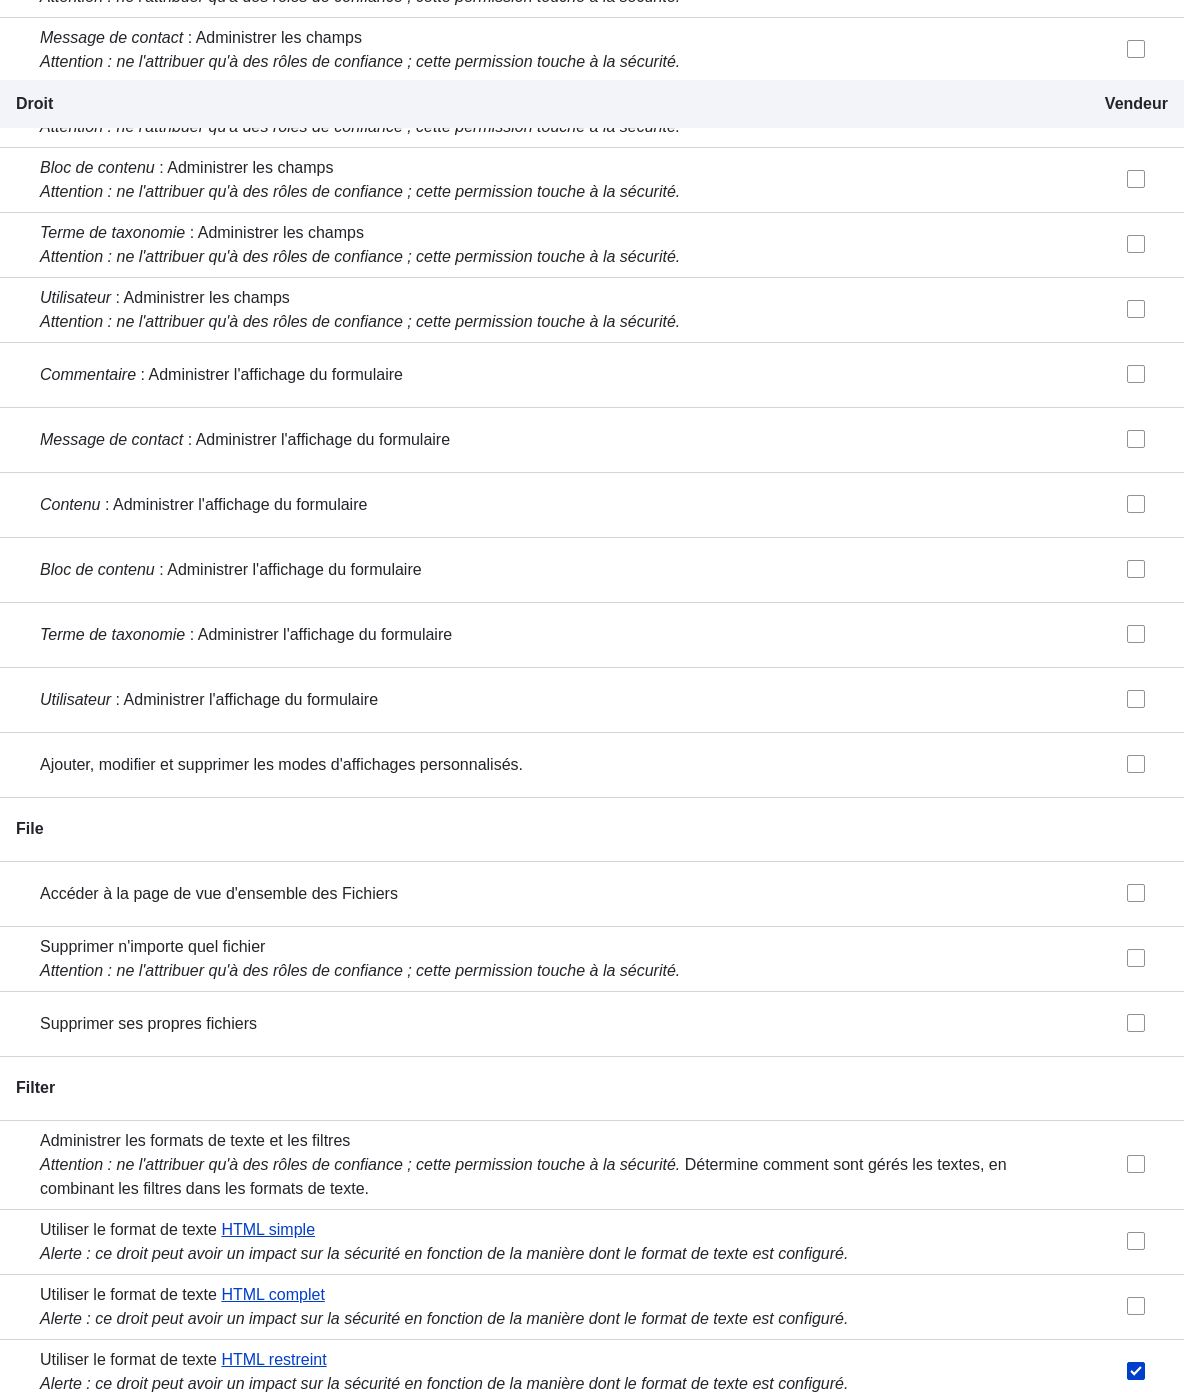 Attention : ne l'attribuer qu'à des rôles de confiance ; cette permission touche à la sécurité.
Message de contact : Administrer les champs
Attention : ne l'attribuer qu'à des rôles de confiance ; cette permission touche à la sécurité.
Droit Vendeur
Attention : ne l'attribuer qu'à des rôles de confiance ; cette permission touche à la sécurité.
Bloc de contenu : Administrer les champs
Attention : ne l'attribuer qu'à des rôles de confiance ; cette permission touche à la sécurité.
Terme de taxonomie : Administrer les champs
Attention : ne l'attribuer qu'à des rôles de confiance ; cette permission touche à la sécurité.
Utilisateur : Administrer les champs
Attention : ne l'attribuer qu'à des rôles de confiance ; cette permission touche à la sécurité.
Commentaire : Administrer l'affichage du formulaire
Message de contact : Administrer l'affichage du formulaire
Contenu : Administrer l'affichage du formulaire
Bloc de contenu : Administrer l'affichage du formulaire
Terme de taxonomie : Administrer l'affichage du formulaire
Utilisateur : Administrer l'affichage du formulaire
Ajouter, modifier et supprimer les modes d'affichages personnalisés.
File
Accéder à la page de vue d'ensemble des Fichiers
Supprimer n'importe quel fichier
Attention : ne l'attribuer qu'à des rôles de confiance ; cette permission touche à la sécurité.
Supprimer ses propres fichiers
Filter
Administrer les formats de texte et les filtres
Attention : ne l'attribuer qu'à des rôles de confiance ; cette permission touche à la sécurité. Détermine comment sont gérés les textes, en
combinant les filtres dans les formats de texte.
Utiliser le format de texte HTML simple
Alerte : ce droit peut avoir un impact sur la sécurité en fonction de la manière dont le format de texte est configuré.
Utiliser le format de texte HTML complet
Alerte : ce droit peut avoir un impact sur la sécurité en fonction de la manière dont le format de texte est configuré.
Utiliser le format de texte HTML restreint
Alerte : ce droit peut avoir un impact sur la sécurité en fonction de la manière dont le format de texte est configuré.